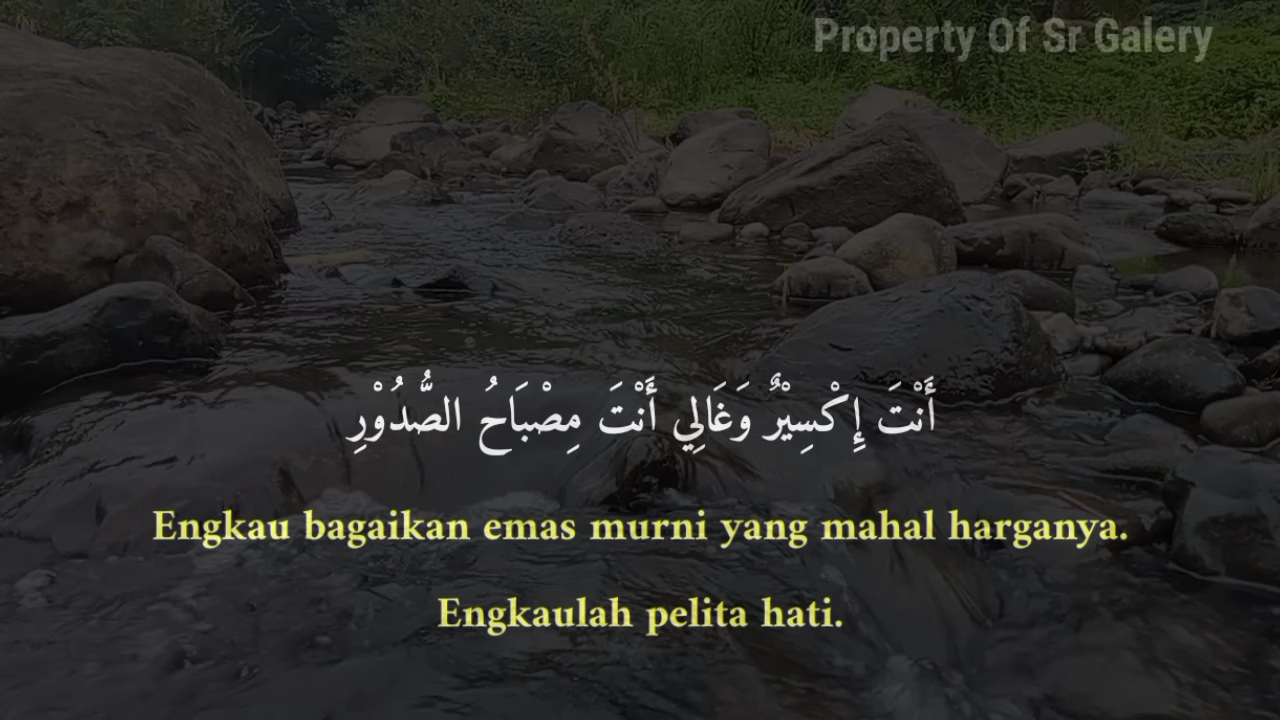 Property Of Sr Galery
أَنْتَ إِكْسِيْرٌ وَغَالِي أَنْتَ مِصْبَاحُ الصُّدُوْرِ
Engkau bagaikan emas murni yang mahal harganya.
Engkaulah pelita hati.